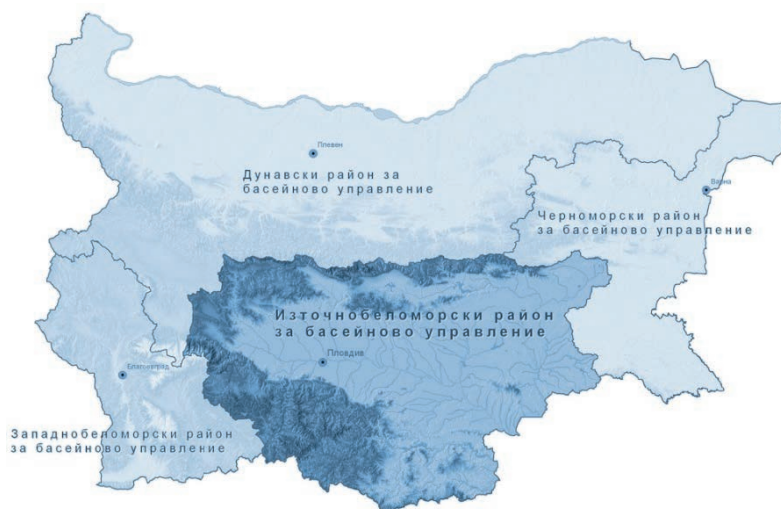 Плевен
Дунавски район за
басейново управление
Варна
Черноморски район
за басейново управление
Източнобеломорски район
за басейново управление
Пловдив
Благоевград
Западнобеломорски район
за басейново управление